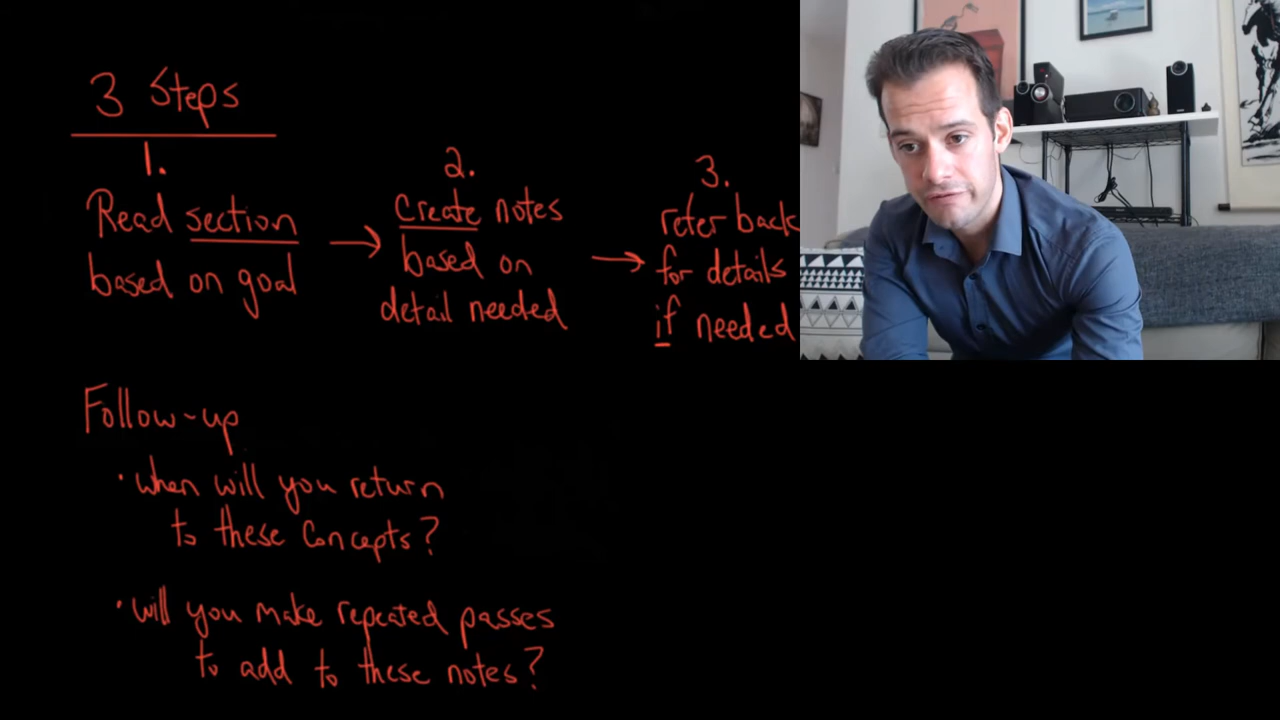 3 Steps
1.
Read section
based on goal
2.
Create notes
based on
detail needed
3.
refer back
for details
if needed
Follow-up
• when will you return
to these concepts?
• will you make repeated passes
to add to these notes?